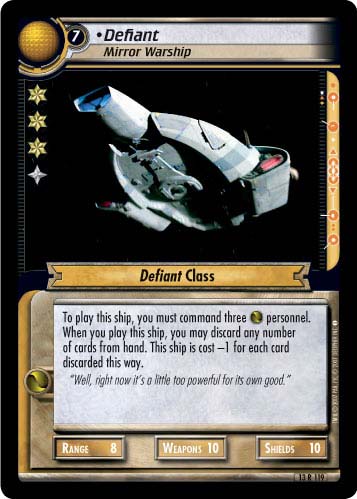 7 •Defiant
Mirror Warship
Defiant Class
To play this ship, you must command three personnel.
When you play this ship, you may discard any number
of cards from hand. This ship is cost –1 for each card
discarded this way.
"Well, right now it's a little too powerful for its own good."
RANGE 8 WEAPONS 10 SHIELDS 10
13 R 119